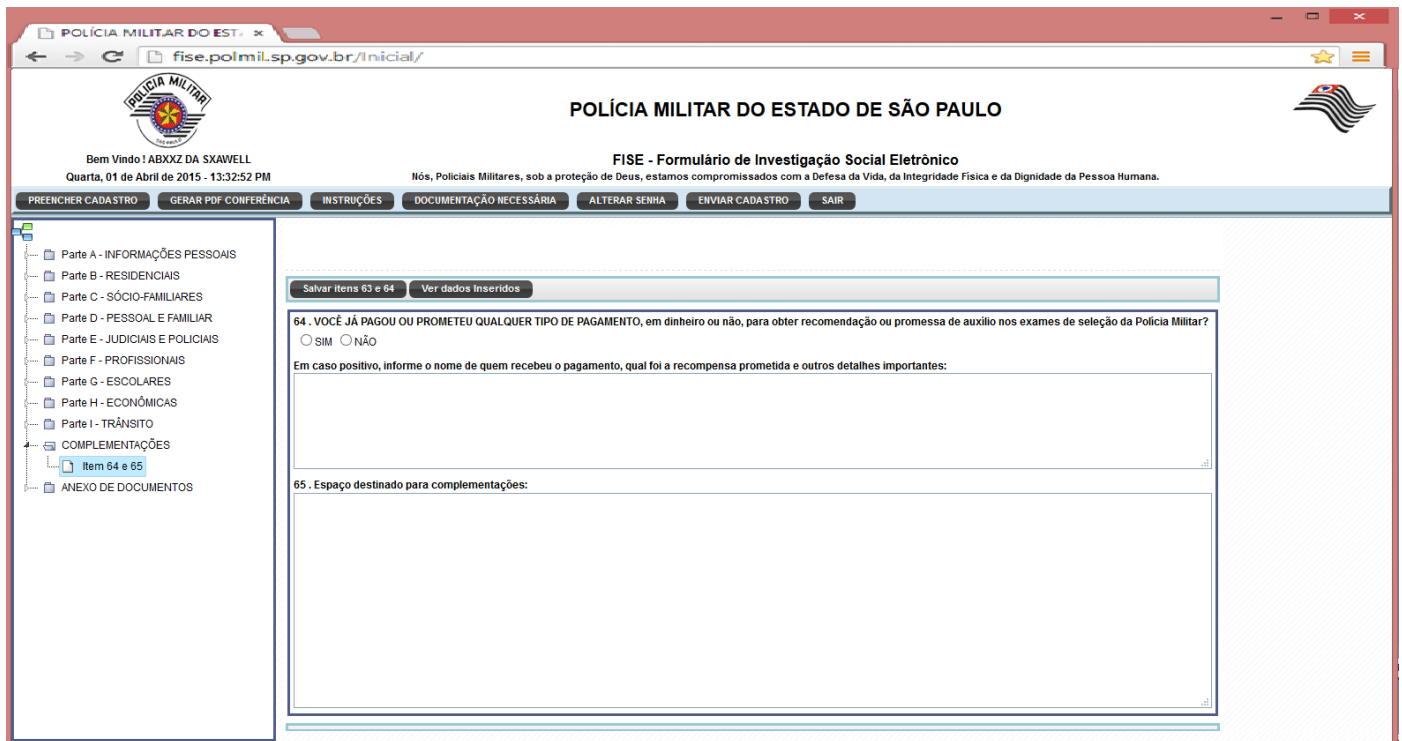 POLÍCIA MILITAR DO EST
fise.polmil.sp.gov.br/Inicial/
POLICIA MILITAR
SÃO PAULO
POLÍCIA MILITAR DO ESTADO DE SÃO PAULO
Bem Vindo ! ABXXZ DA SXAWELL
FISE - Formulário de Investigação Social Eletrônico
Quarta, 01 de Abril de 2015 - 13:32:52 PM
Nós, Policiais Militares, sob a proteção de Deus, estamos compromissados com a Defesa da Vida, da Integridade Física e da Dignidade da Pessoa Humana.
PREENCHER CADASTRO GERAR PDF CONFERÊNCIA INSTRUÇÕES DOCUMENTAÇÃO NECESSÁRIA ALTERAR SENHA ENVIAR CADASTRO SAIR
Parte A - INFORMAÇÕES PESSOAIS
Parte B - RESIDENCIAIS
Parte C - SÓCIO-FAMILIARES
Parte D - PESSOAL E FAMILIAR
Parte E - JUDICIAIS E POLICIAIS
Parte F - PROFISSIONAIS
Parte G - ESCOLARES
Parte H - ECONÔMICAS
Parte I - TRÂNSITO
COMPLEMENTAÇÕES
Item 64 e 65
ANEXO DE DOCUMENTOS
Salvar itens 63 e 64 Ver dados Inseridos
64 . VOCÊ JÁ PAGOU OU PROMETEU QUALQUER TIPO DE PAGAMENTO, em dinheiro ou não, para obter recomendação ou promessa de auxílio nos exames de seleção da Polícia Militar?
SIM NÃO
Em caso positivo, informe o nome de quem recebeu o pagamento, qual foi a recompensa prometida e outros detalhes importantes:
65 . Espaço destinado para complementações: